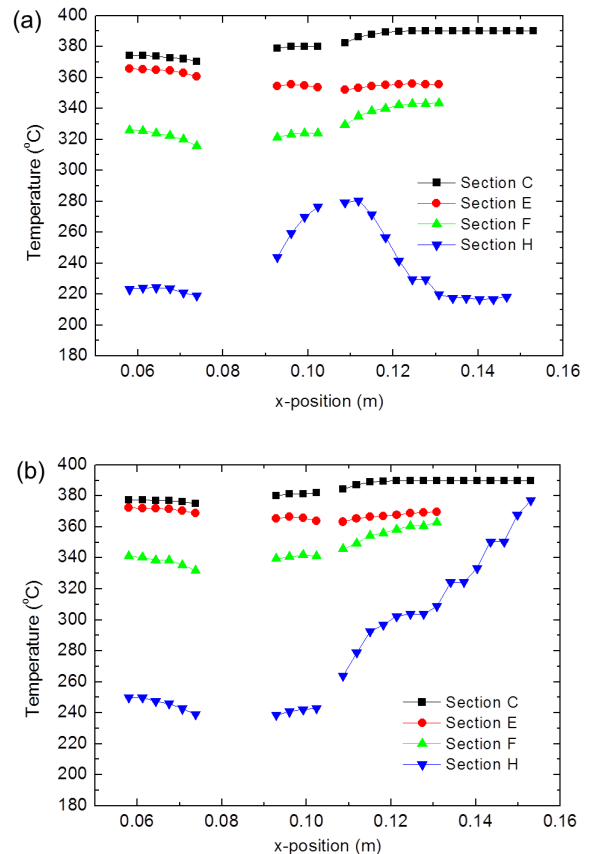 (a)
400
380
360
340
320
300
280
260
240
220
200
180
Temperature (°C)
Section C
Section E
Section F
Section H
0.06
0.08
0.10
0.12
0.14
0.16
x-position (m)
(b)
400
380
360
340
320
300
280
260
240
220
200
180
Temperature (°C)
Section C
Section E
Section F
Section H
0.06
0.08
0.10
0.12
0.14
0.16
x-position (m)